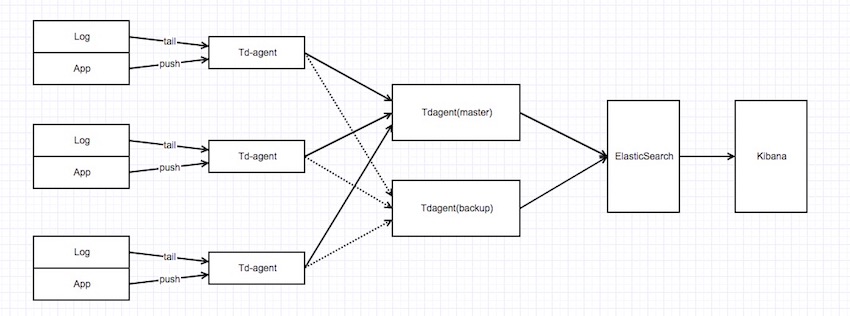 Log
tail
Td-agent
App
push
Tdagent(master)
Log
tail
Td-agent
App
push
ElasticSearch
Kibana
Tdagent(backup)
Log
tail
Td-agent
App
push